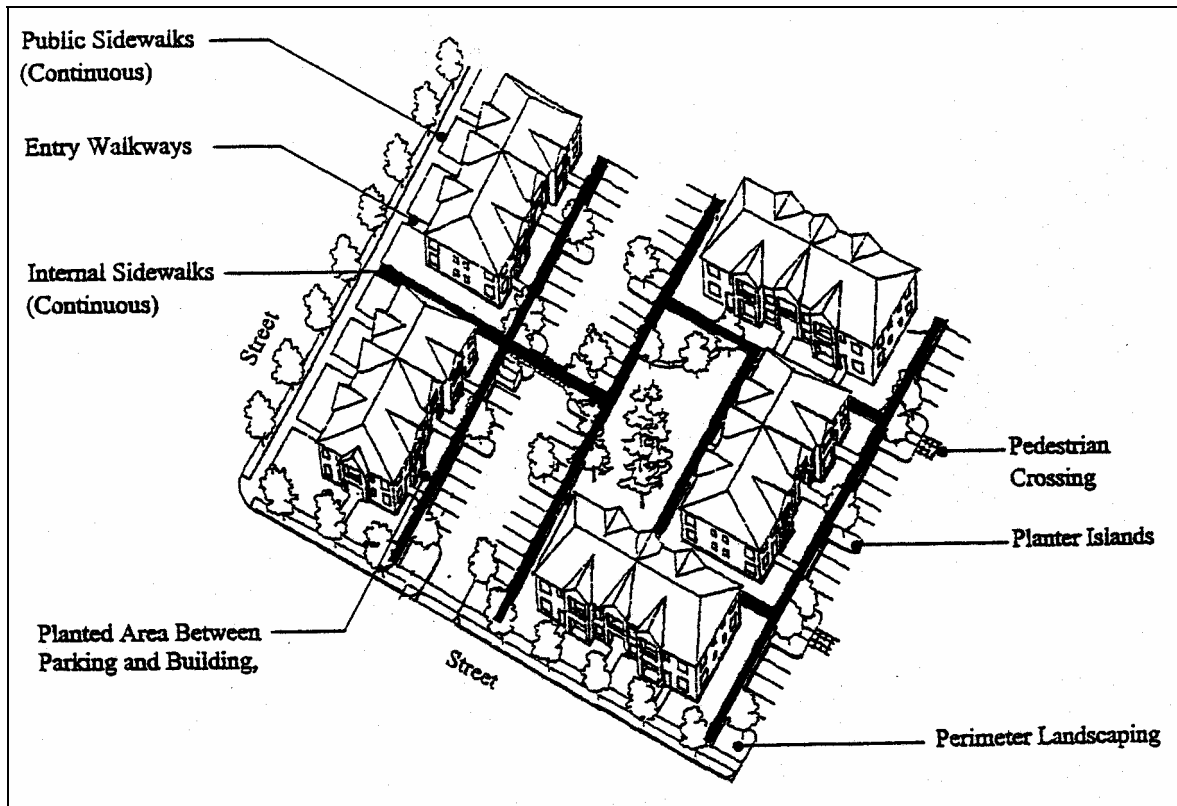 Public Sidewalks
(Continuous)
Entry Walkways
Internal Sidewalks
(Continuous)
Street
Pedestrian
Crossing
Planter Islands
Planted Area Between
Parking and Building,
Street
Perimeter Landscaping